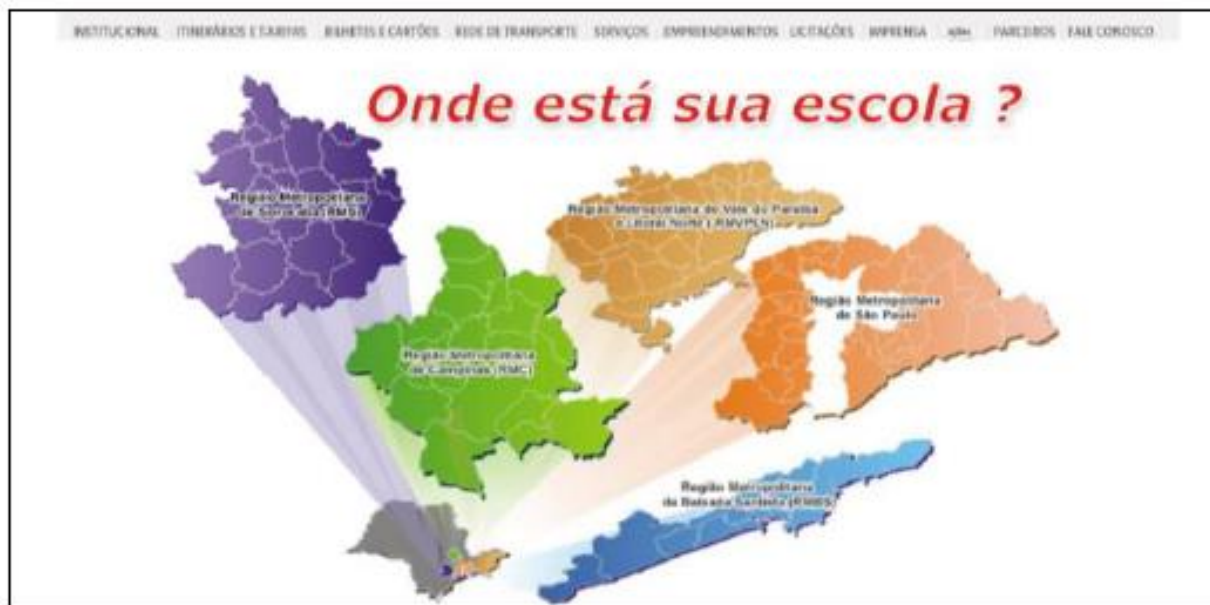 INSTITUCIONAL ITINERÁRIOS E TARIFAS BILHETES E CARTÕES REDE DE TRANSPORTE SERVIÇOS EMPREENDIMENTOS LICITAÇÕES IMPRENSA PARCEIROS FALE CONOSCO
Onde está sua escola ?
Região Metropolitana
de Sorocaba (RMS)
Região Metropolitana do Vale do Paraíba
e Litoral Norte ( RMVPLN)
Região Metropolitana
de São Paulo
Região Metropolitana
de Campinas (RMC)
Região Metropolitana
da Baixada Santista (RMBS)